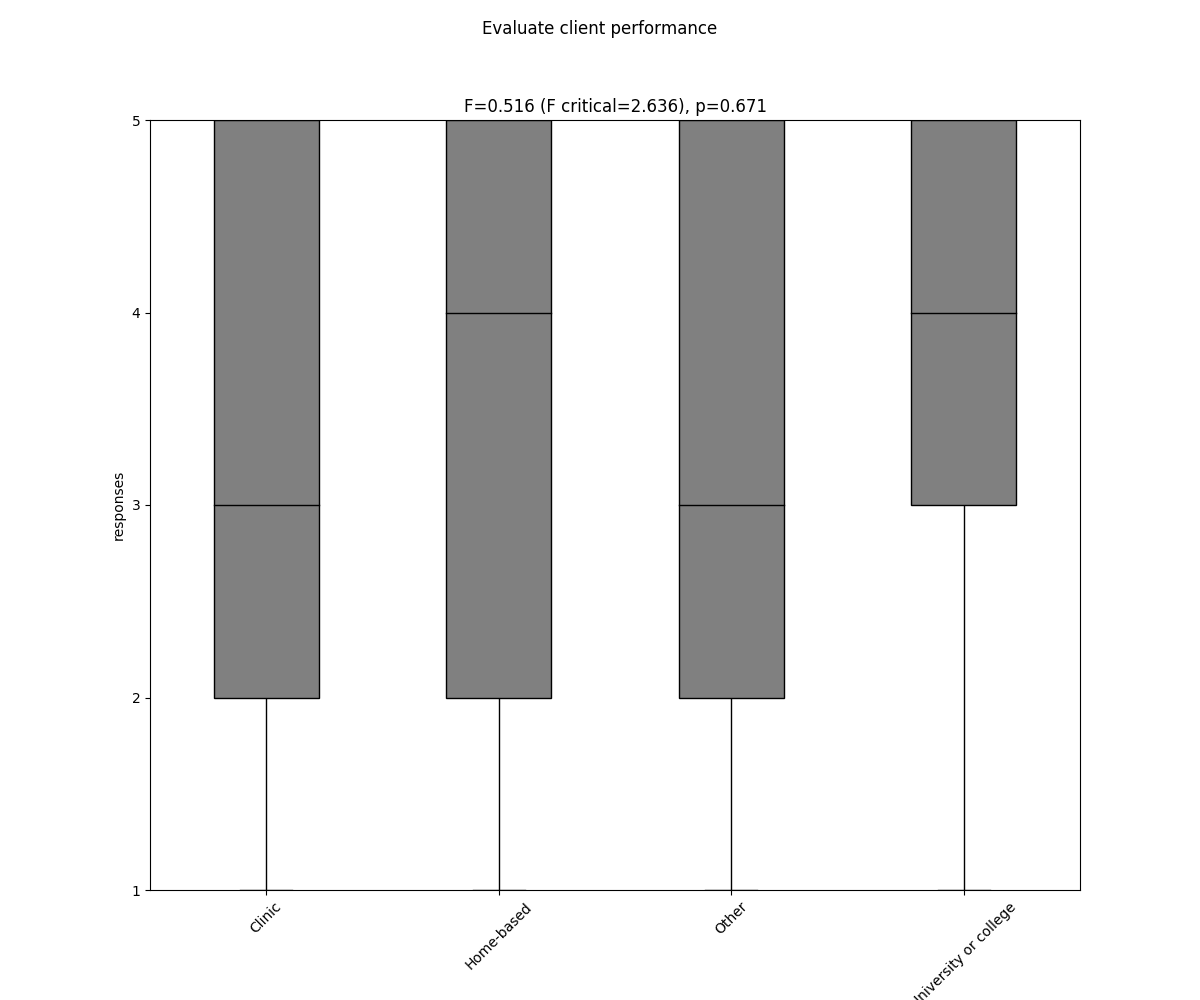 Evaluate client performance
F=0.516 (F critical=2.636), p=0.671
5
4
3
2
1
responses
Clinic
Home-based
Other
niversity or college